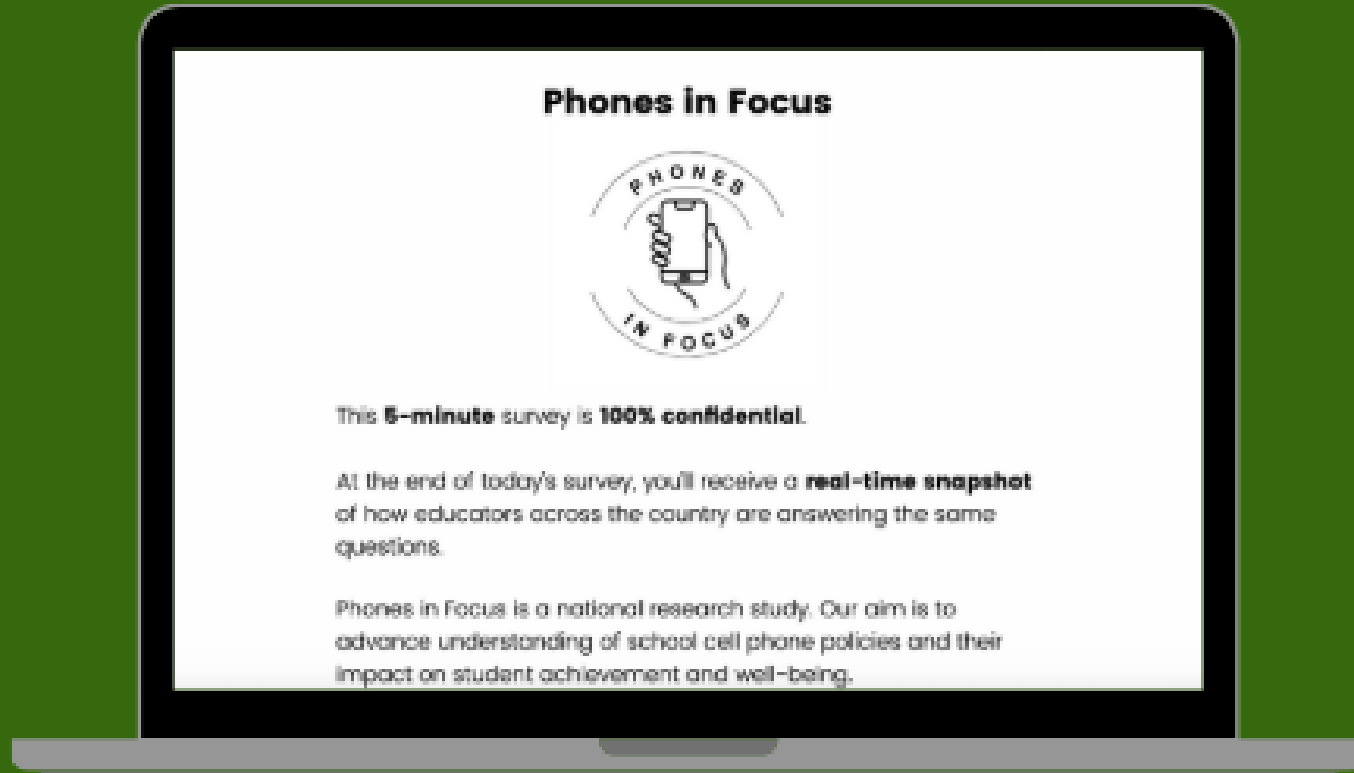 Phones in Focus
PHONES
IN FOCUS
This 5-minute survey is 100% confidential.
At the end of today's survey, you'll receive a real-time snapshot
of how educators across the country are answering the same
questions.
Phones in Focus is a national research study. Our aim is to
advance understanding of school cell phone policies and their
impact on student achievement and well-being.